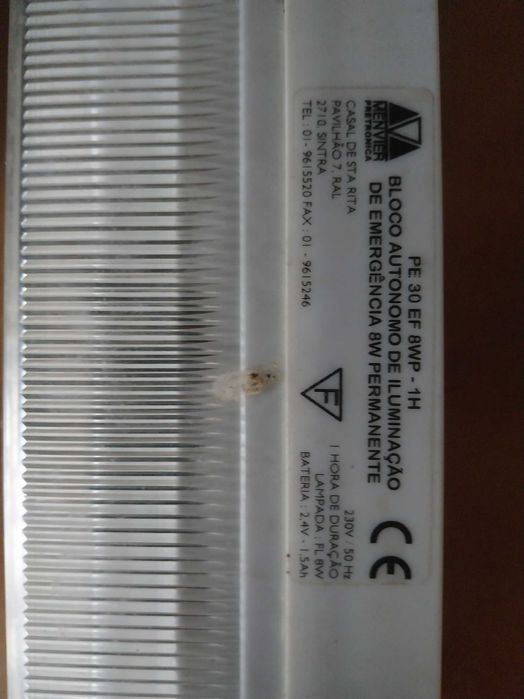 MENVIER
PRETRONICA
PE 30 EF 8WP - 1H
BLOCO AUTONOMO DE ILUMINAÇÃO
DE EMERGÊNCIA 8W PERMANENTE
CASAL DE STA RITA
PAVILHÃO 7, RAL
2710. SINTRA
TEL : 01- 9615520 FAX : 01 - 9615246
F
CE
230V / 50 Hz
1 HORA DE DURAÇÃO
LAMPADA : FL 8W
BATERIA : 2,4V - 1,5Ah